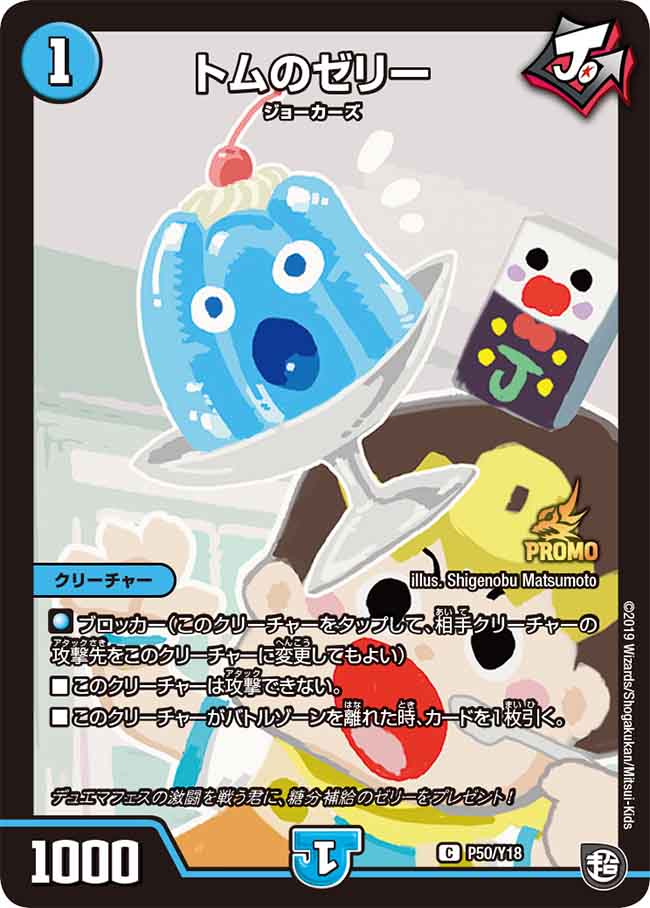 1
トムのゼリー
ジョーカーズ
J
PROMO
illus. Shigenobu Matsumoto
クリーチャー
ブロッカー(このクリーチャーをタップして、相手クリーチャーの
攻撃先をこのクリーチャーに変更してもよい)
このクリーチャーは攻撃できない。
このクリーチャーがバトルゾーンを離れた時、カードを1枚引く。
デュエマフェスの激闘を戦う君に、糖分補給のゼリーをプレゼント!
©2019 Wizards/Shogakukan/Mitsui-Kids
1000
1
C P50/Y18
超